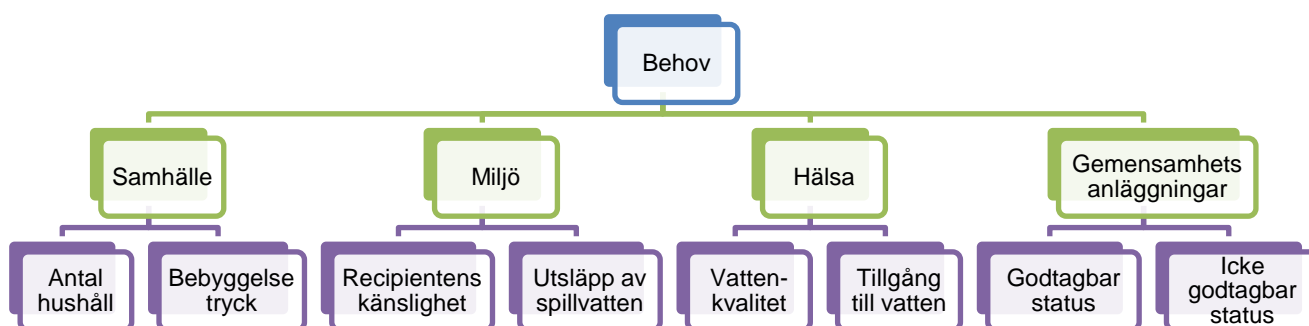 Behov
Samhälle
Miljö
Hälsa
Gemensamhets
anläggningar
Antal
hushåll
Bebyggelse
tryck
Recipientens
känslighet
Utsläpp av
spillvatten
Vatten-
kvalitet
Tillgång
till vatten
Godtagbar
status
Icke
godtagbar
status